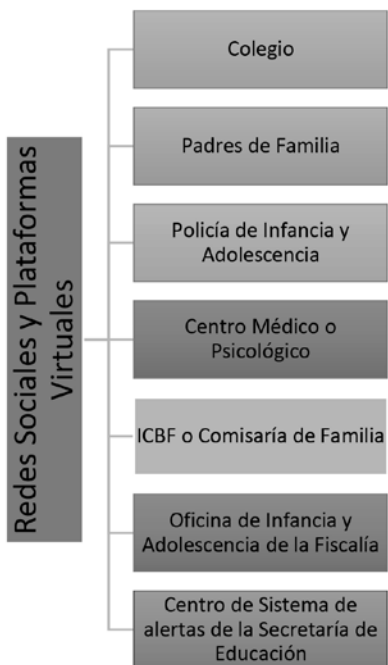 Redes Sociales y Plataformas
Virtuales
Colegio
Padres de Familia
Policía de Infancia y
Adolescencia
Centro Médico o
Psicológico
ICBF o Comisaría de Familia
Oficina de Infancia y
Adolescencia de la Fiscalía
Centro de Sistema de
alertas de la Secretaría de
Educación